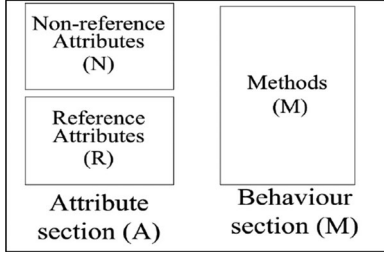 Non-reference
Attributes
(N)
Reference
Attributes
(R)
Attribute
section (A)
Methods
(M)
Behaviour
section (M)